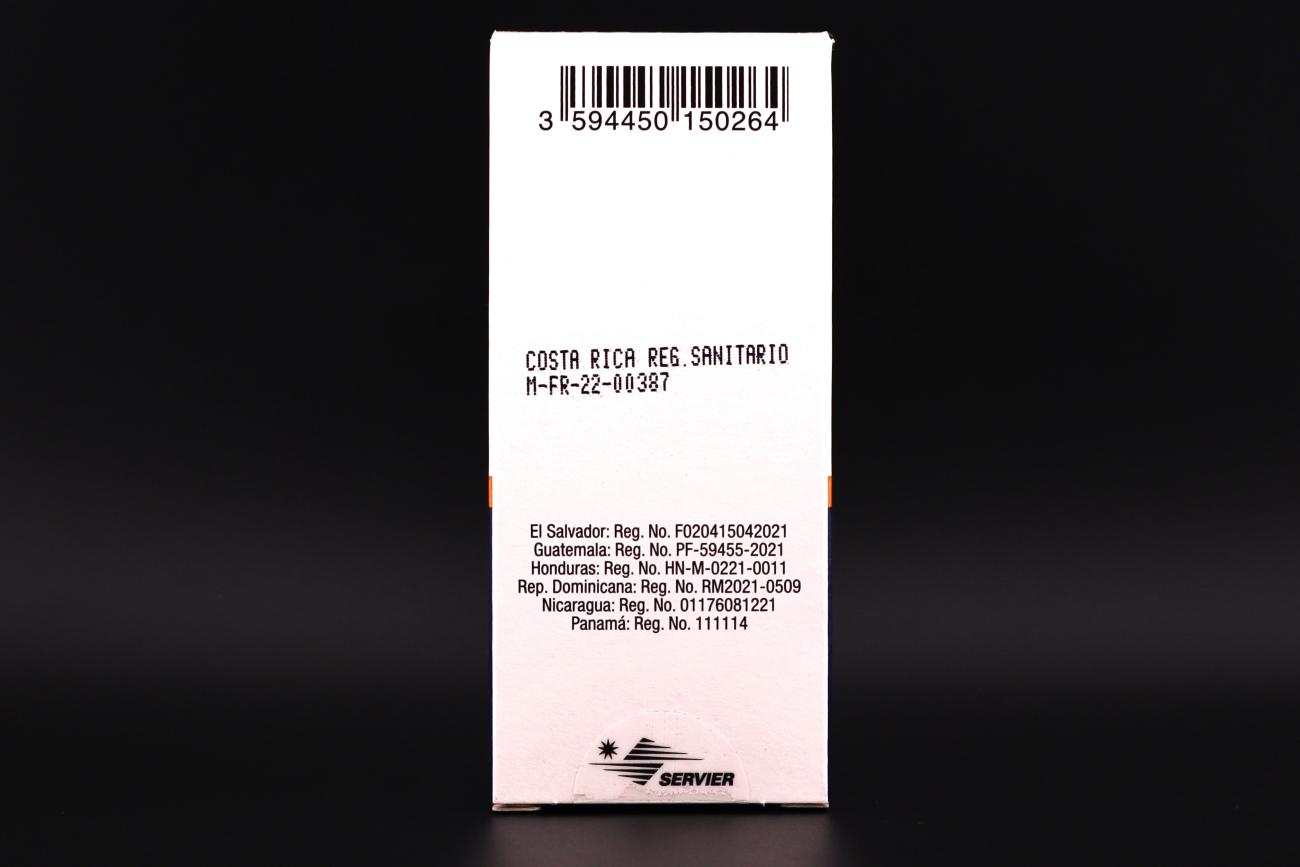 3 594450 150264
COSTA RICA REG.SANITARIO
M-FR-22-00387
El Salvador: Reg. No. F020415042021
Guatemala: Reg. No. PF-59455-2021
Honduras: Reg. No. HN-M-0221-0011
Rep. Dominicana: Reg. No. RM2021-0509
Nicaragua: Reg. No. 01176081221
Panamá: Reg. No. 111114
SERVIER